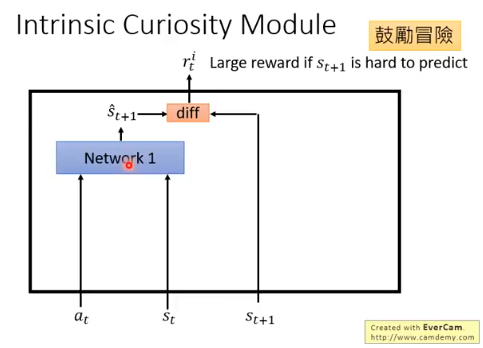 Intrinsic Curiosity Module
鼓勵冒險
$r_t^i$ Large reward if $s_{t+1}$ is hard to predict
$\hat{s}_{t+1}$ diff
Network 1
$a_t$ $s_t$ $s_{t+1}$
Created with EverCam.
http://www.camdemy.com